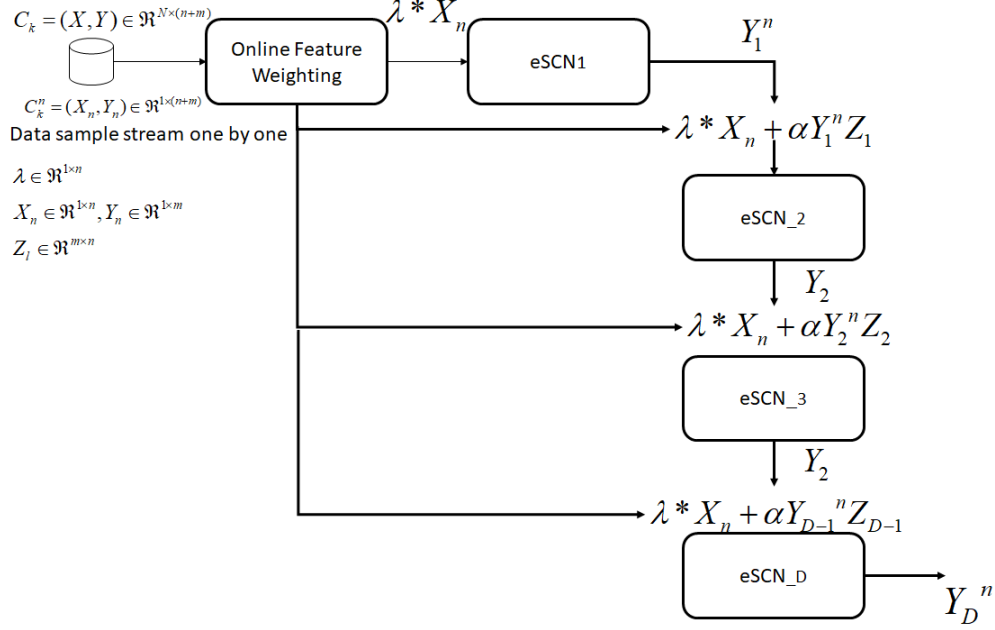 C_k = (X, Y) ∈ ℜ^{N×(n+m)}
λ * X_n
Online Feature
Weighting
eSCN1
Y_1^n
C_k^n = (X_n, Y_n) ∈ ℜ^{1×(n+m)}
Data sample stream one by one
λ ∈ ℜ^{1×n}
X_n ∈ ℜ^{1×n}, Y_n ∈ ℜ^{1×m}
Z_l ∈ ℜ^{m×n}
λ * X_n + αY_1^n Z_1
eSCN_2
Y_2
λ * X_n + αY_2^n Z_2
eSCN_3
Y_2
λ * X_n + αY_{D−1}^n Z_{D−1}
eSCN_D
Y_D^n